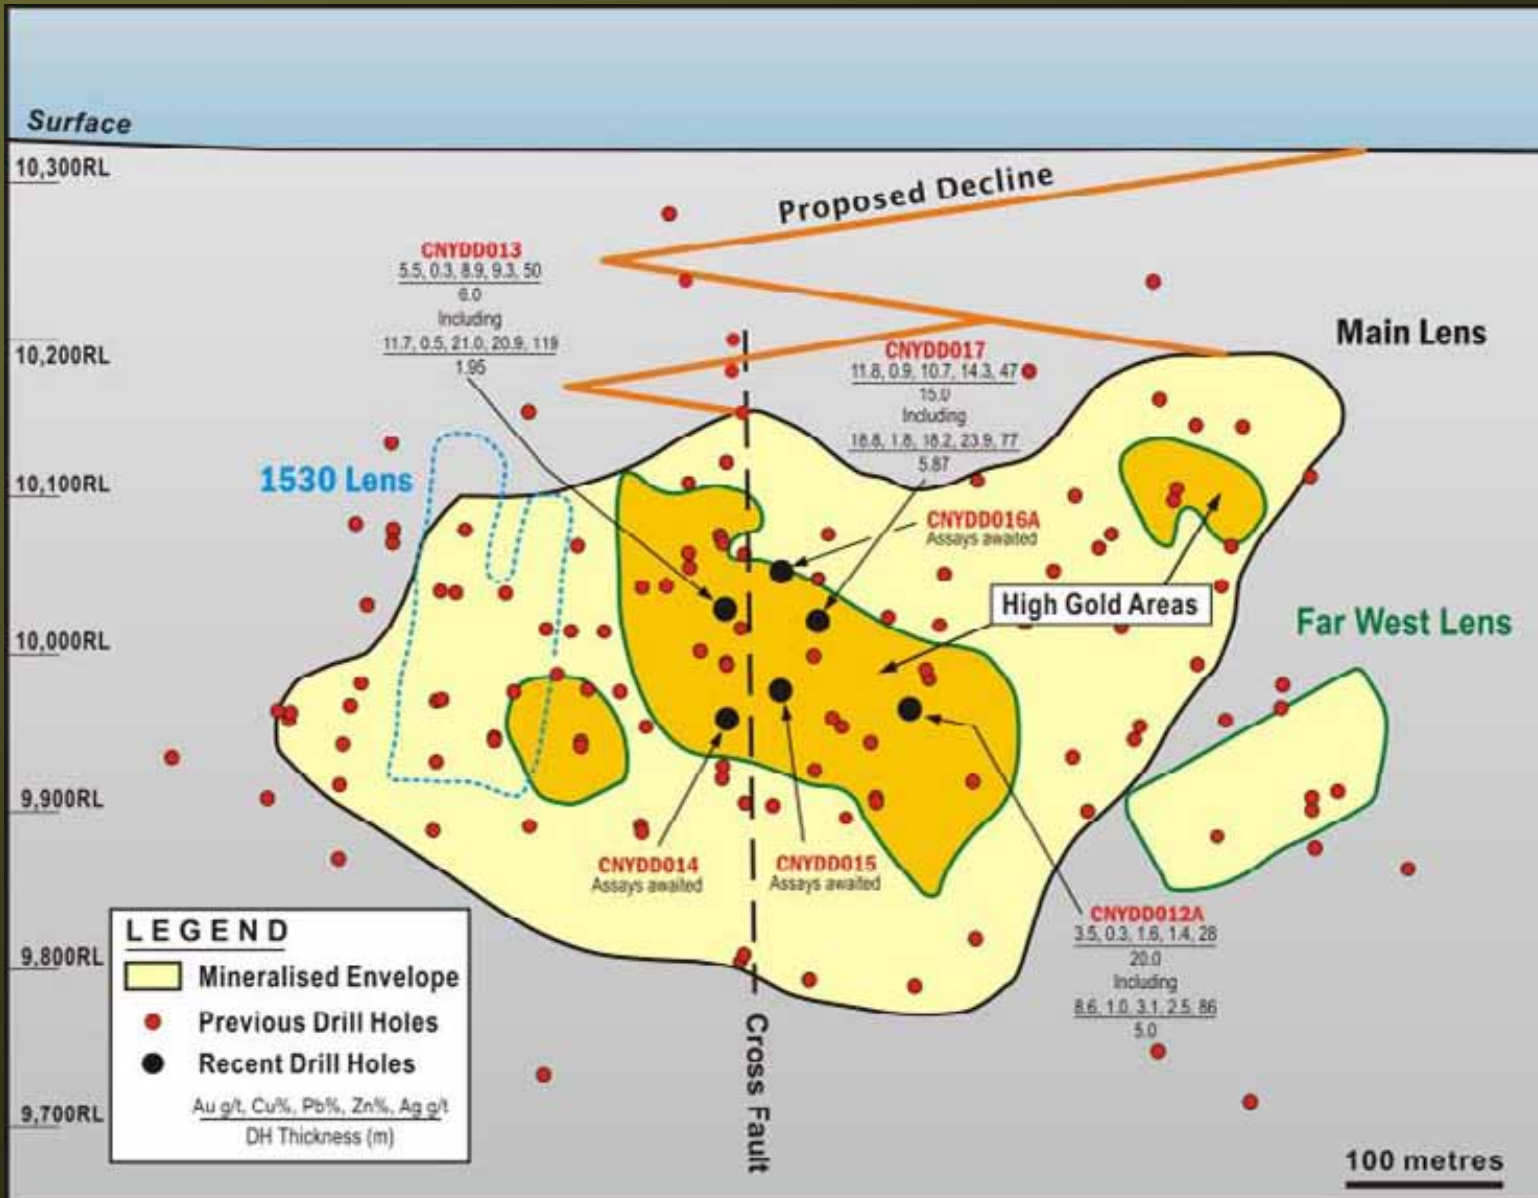 Surface
10,300RL
Proposed Decline
CNYDD013
5.5, 0.3, 8.9, 9.3, 50
6.0
Including
11.7, 0.5, 21.0, 20.9, 119
1.95
10,200RL
Main Lens
CNYDD017
11.8, 0.9, 10.7, 14.3, 47
15.0
Including
18.8, 1.8, 18.2, 23.9, 77
5.87
1530 Lens
10,100RL
CNYDD016A
Assays awaited
High Gold Areas
10,000RL
Far West Lens
9,900RL
CNYDD014
Assays awaited
CNYDD015
Assays awaited
CNYDD012A
3.5, 0.3, 1.6, 1.4, 28
20.0
Including
8.6, 1.0, 3.1, 2.5, 86
5.0
9,800RL
LEGEND
Mineralised Envelope
Previous Drill Holes
Recent Drill Holes
Au g/t, Cu%, Pb%, Zn%, Ag g/t
DH Thickness (m)
Cross Fault
9,700RL
100 metres